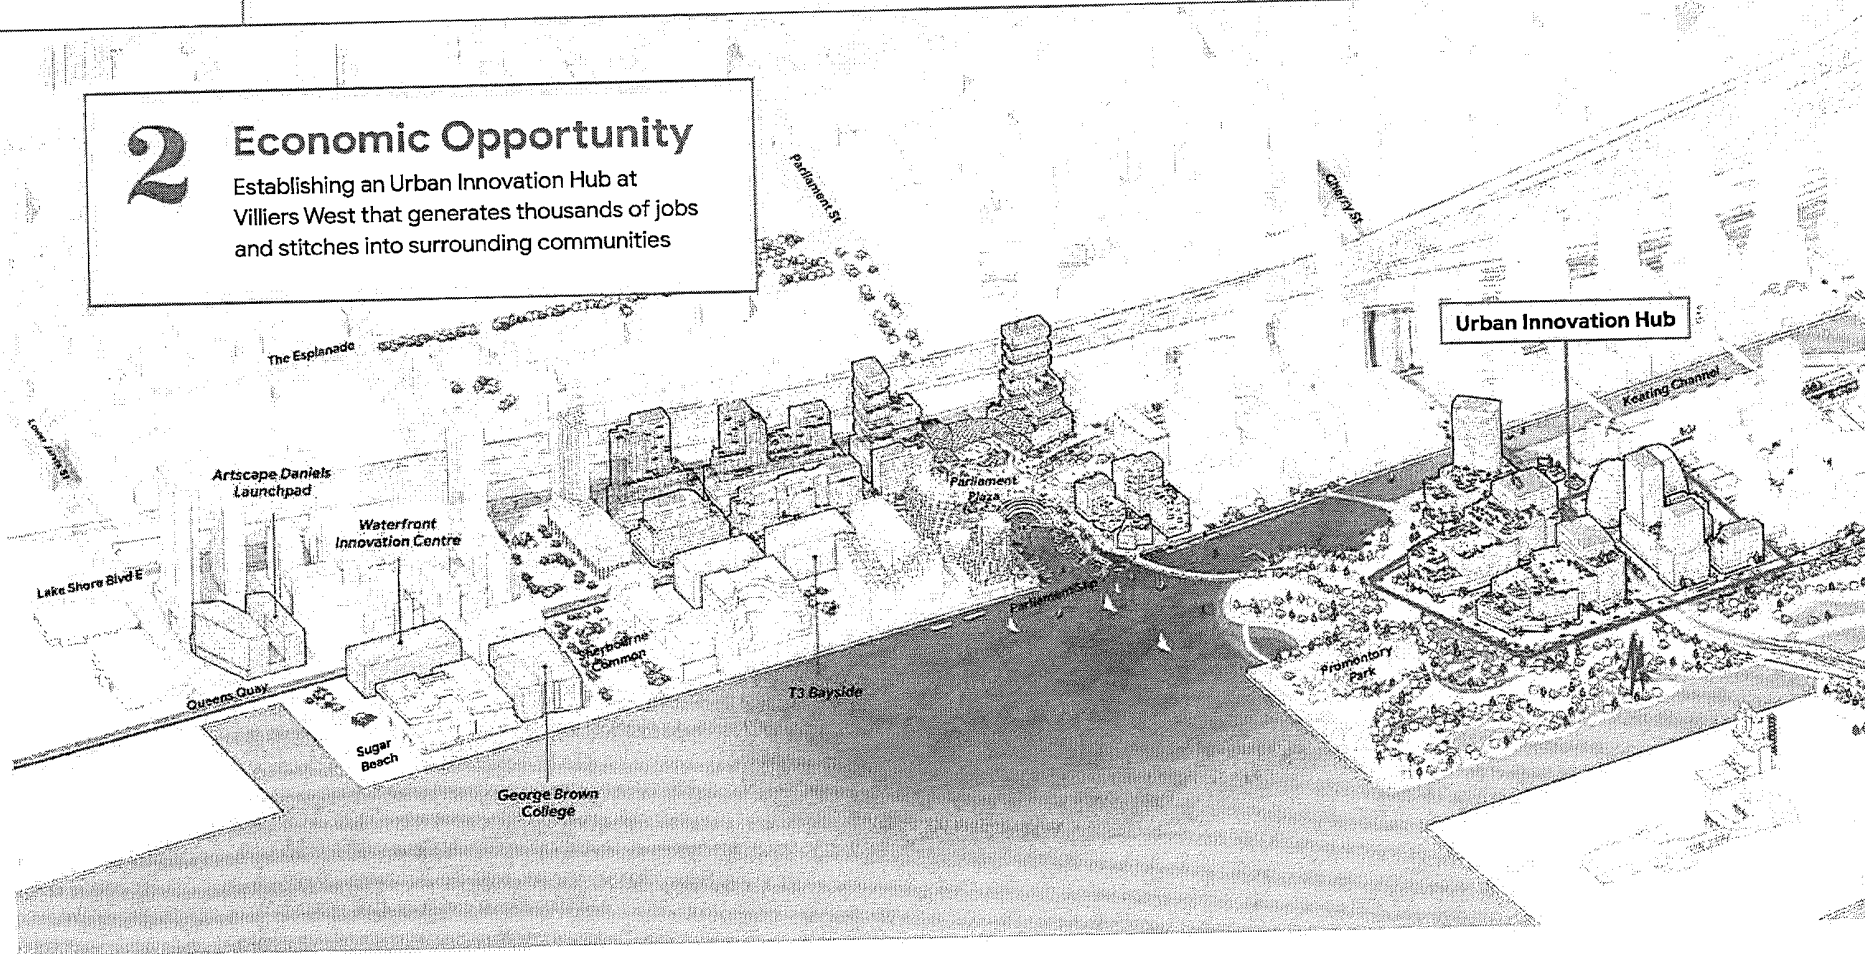 2
Economic Opportunity
Establishing an Urban Innovation Hub at
Villiers West that generates thousands of jobs
and stitches into surrounding communities
Parliament St
Cherry St
Urban Innovation Hub
The Esplanade
Keating Channel
Lower Jarvis St
Artscape Daniels
Launchpad
Parliament
Plaza
Waterfront
Innovation Centre
Lake Shore Blvd E
Parliament Slip
Sherbourne
Common
Promontory
Park
Queens Quay
T3 Bayside
Sugar
Beach
George Brown
College